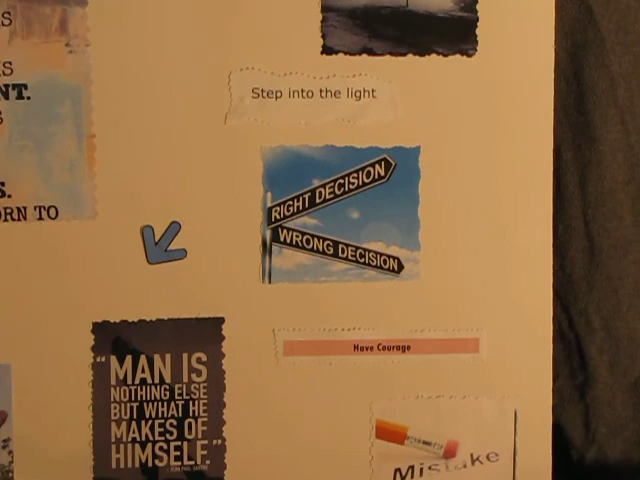 S
S
NT.
S
S.
ORN TO
Step into the light
RIGHT DECISION
WRONG DECISION
Have Courage
“MAN IS
NOTHING ELSE
BUT WHAT HE
MAKES OF
HIMSELF.”
Mistake